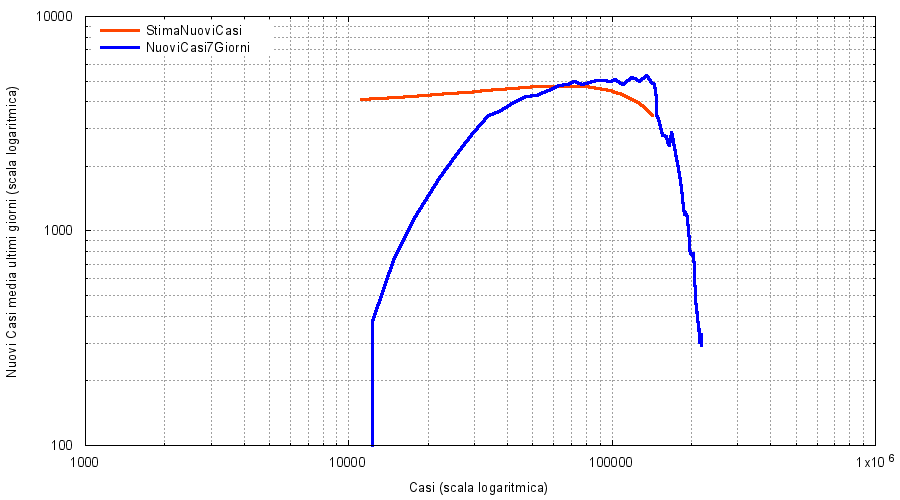 10000
StimaNuoviCasi
NuoviCasi7Giorni
Nuovi Casi media ultimi giorni (scala logaritmica)
1000
100
1000
10000
100000
1x10 6
Casi (scala logaritmica)